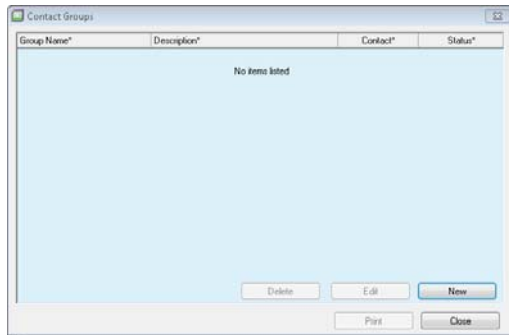 Contact Groups
Group Name* Description* Contact* Status*
No items listed
Delete Edit New
Print Close